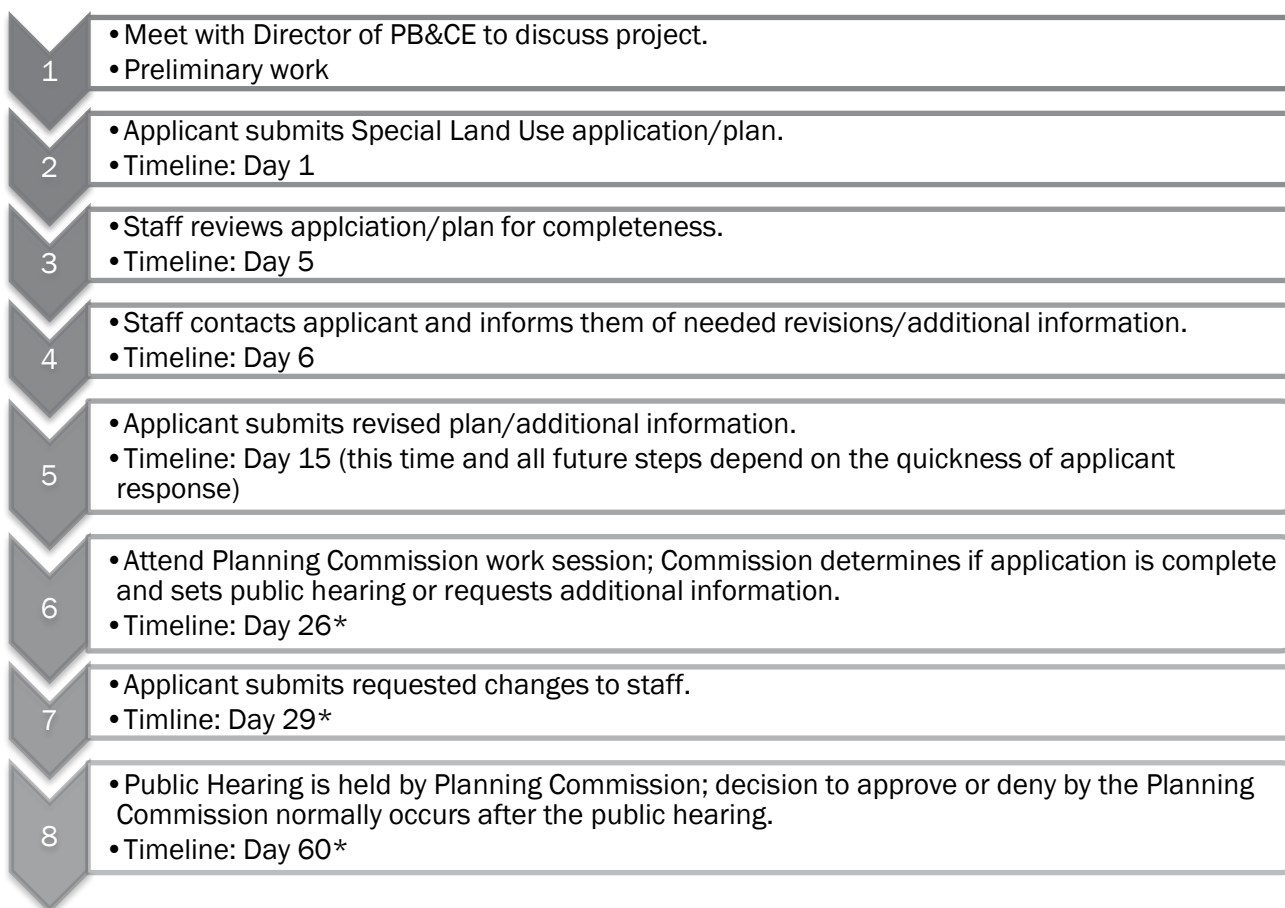 1
•Meet with Director of PB&CE to discuss project.
•Preliminary work
2
•Applicant submits Special Land Use application/plan.
•Timeline: Day 1
3
•Staff reviews applciation/plan for completeness.
•Timeline: Day 5
4
•Staff contacts applicant and informs them of needed revisions/additional information.
•Timeline: Day 6
5
•Applicant submits revised plan/additional information.
•Timeline: Day 15 (this time and all future steps depend on the quickness of applicant
response)
6
•Attend Planning Commission work session; Commission determines if application is complete
and sets public hearing or requests additional information.
•Timeline: Day 26*
7
•Applicant submits requested changes to staff.
•Timline: Day 29*
8
•Public Hearing is held by Planning Commission; decision to approve or deny by the Planning
Commission normally occurs after the public hearing.
•Timeline: Day 60*